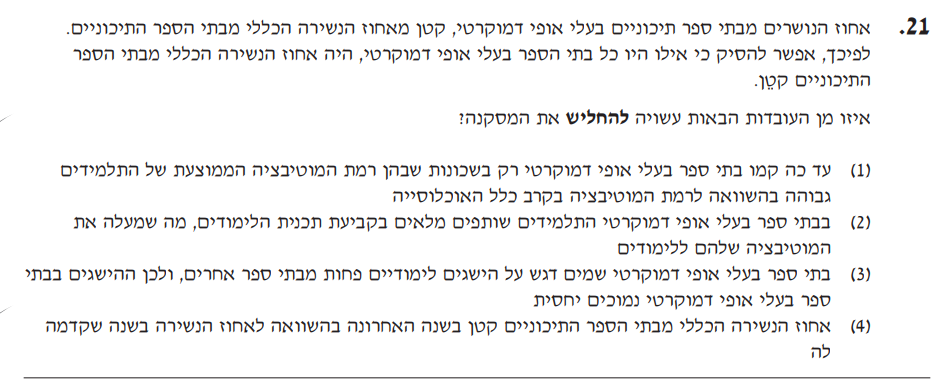 21. אחוז הנושרים מבתי ספר תיכוניים בעלי אופי דמוקרטי, קטן מאחוז הנשירה הכללי מבתי הספר התיכוניים.
לפיכך, אפשר להסיק כי אילו היו כל בתי הספר בעלי אופי דמוקרטי, היה אחוז הנשירה הכללי מבתי הספר
התיכוניים קטֵן.
איזו מן העובדות הבאות עשויה להחליש את המסקנה?
(1) עד כה קמו בתי ספר בעלי אופי דמוקרטי רק בשכונות שבהן רמת המוטיבציה הממוצעת של התלמידים
גבוהה בהשוואה לרמת המוטיבציה בקרב כלל האוכלוסייה
(2) בבתי ספר בעלי אופי דמוקרטי התלמידים שותפים מלאים בקביעת תכנית הלימודים, מה שמעלה את
המוטיבציה שלהם ללימודים
(3) בתי ספר בעלי אופי דמוקרטי שמים דגש על הישגים לימודיים פחות מבתי ספר אחרים, ולכן ההישגים בבתי
ספר בעלי אופי דמוקרטי נמוכים יחסית
(4) אחוז הנשירה הכללי מבתי הספר התיכוניים קטן בשנה האחרונה בהשוואה לאחוז הנשירה בשנה שקדמה
לה